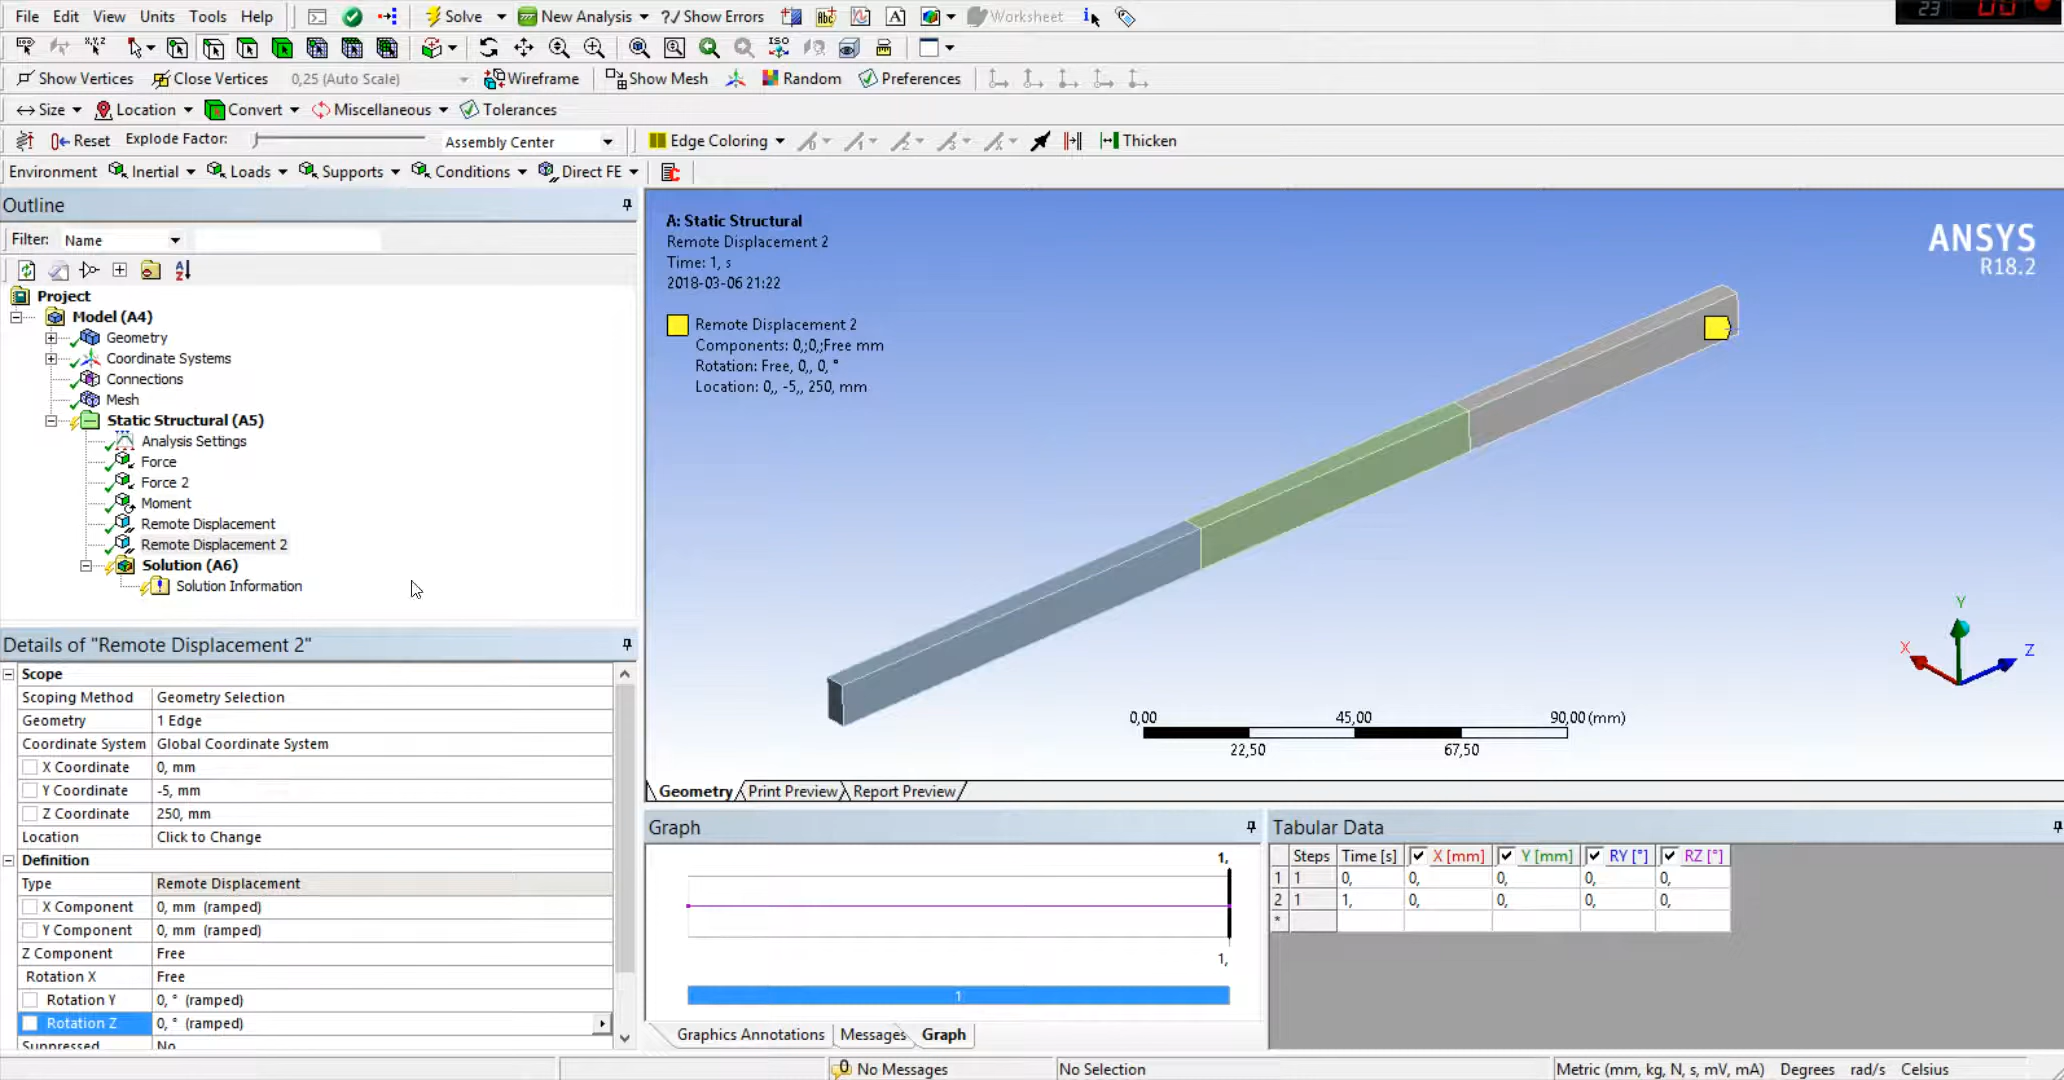 File Edit View Units Tools Help Solve New Analysis ?/ Show Errors Worksheet
Show Vertices Close Vertices 0,25 (Auto Scale) Wireframe Show Mesh Random Preferences
Size Location Convert Miscellaneous Tolerances
Reset Explode Factor: Assembly Center Edge Coloring Thicken
Environment Inertial Loads Supports Conditions Direct FE
Outline
Filter: Name
Project
Model (A4)
Geometry
Coordinate Systems
Connections
Mesh
Static Structural (A5)
Analysis Settings
Force
Force 2
Moment
Remote Displacement
Remote Displacement 2
Solution (A6)
Solution Information
Details of "Remote Displacement 2"
Scope
Scoping Method Geometry Selection
Geometry 1 Edge
Coordinate System Global Coordinate System
X Coordinate 0, mm
Y Coordinate -5, mm
Z Coordinate 250, mm
Location Click to Change
Definition
Type Remote Displacement
X Component 0, mm (ramped)
Y Component 0, mm (ramped)
Z Component Free
Rotation X Free
Rotation Y 0, ° (ramped)
Rotation Z 0, ° (ramped)
Suppressed No
A: Static Structural
Remote Displacement 2
Time: 1, s
2018-03-06 21:22
Remote Displacement 2
Components: 0,;0,;Free mm
Rotation: Free, 0,, 0, °
Location: 0,, -5,, 250, mm
ANSYS
R18.2
Y
X
Z
0,00 45,00 90,00 (mm)
22,50 67,50
Geometry Print Preview Report Preview
Graph
1,
1,
1
Graphics Annotations Messages Graph
Tabular Data
Steps Time [s] X [mm] Y [mm] RY [°] RZ [°]
1 1 0, 0, 0, 0, 0,
2 1 1, 0, 0, 0, 0,
*
No Messages No Selection Metric (mm, kg, N, s, mV, mA) Degrees rad/s Celsius